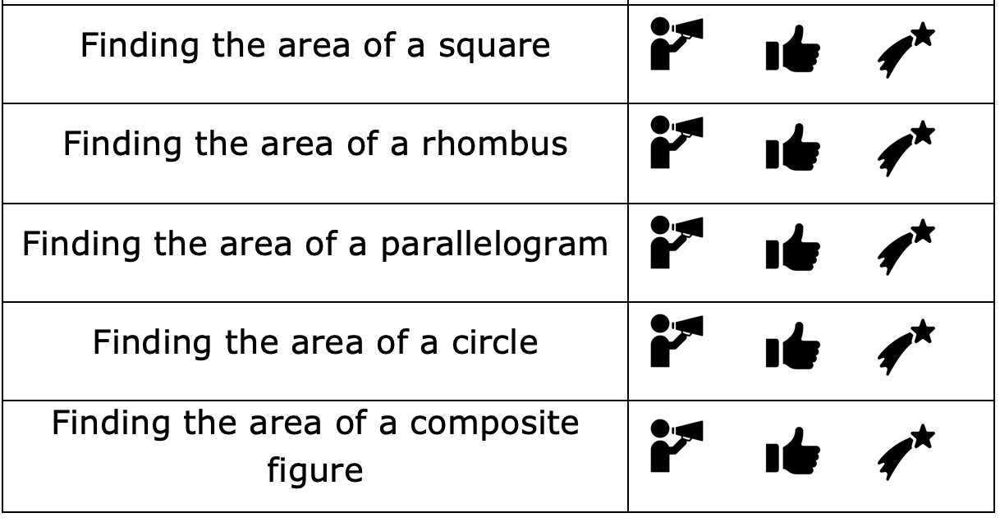 Finding the area of a square
Finding the area of a rhombus
Finding the area of a parallelogram
Finding the area of a circle
Finding the area of a composite
figure